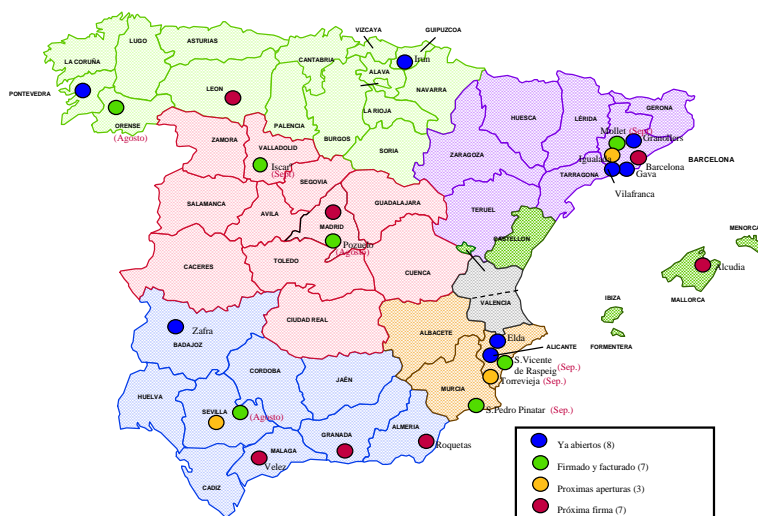 VIZCAYA
GUIPUZCOA
LUGO
ASTURIAS
CANTABRIA
LA CORUÑA
Irun
ALAVA
PONTEVEDRA
LEON
NAVARRA
LA RIOJA
ORENSE
(Agosto)
PALENCIA
BURGOS
SORIA
HUESCA
LÉRIDA
GERONA
ZAMORA
VALLADOLID
Iscar
(Sept)
SEGOVIA
ZARAGOZA
Mollet (Sep.)
Granollers
Igualada
Barcelona
BARCELONA
TARRAGONA
Gava
Vilafranca
SALAMANCA
AVILA
GUADALAJARA
MADRID
TERUEL
Pozuelo
(Agosto)
CASTELLON
MENORCA
CACERES
TOLEDO
CUENCA
Alcudia
MALLORCA
VALENCIA
IBIZA
FORMENTERA
CIUDAD REAL
ALBACETE
Zafra
BADAJOZ
Elda
ALICANTE
S.Vicente
de Raspeig (Sep.)
Torrevieja (Sep.)
CORDOBA
JAÉN
MURCIA
HUELVA
SEVILLA
(Agosto)
S.Pedro Pinatar (Sep.)
GRANADA
ALMERIA
Roquetas
MALAGA
Velez
CADIZ
Ya abiertos (8)
Firmado y facturado (7)
Proximas aperturas (3)
Próxima firma (7)